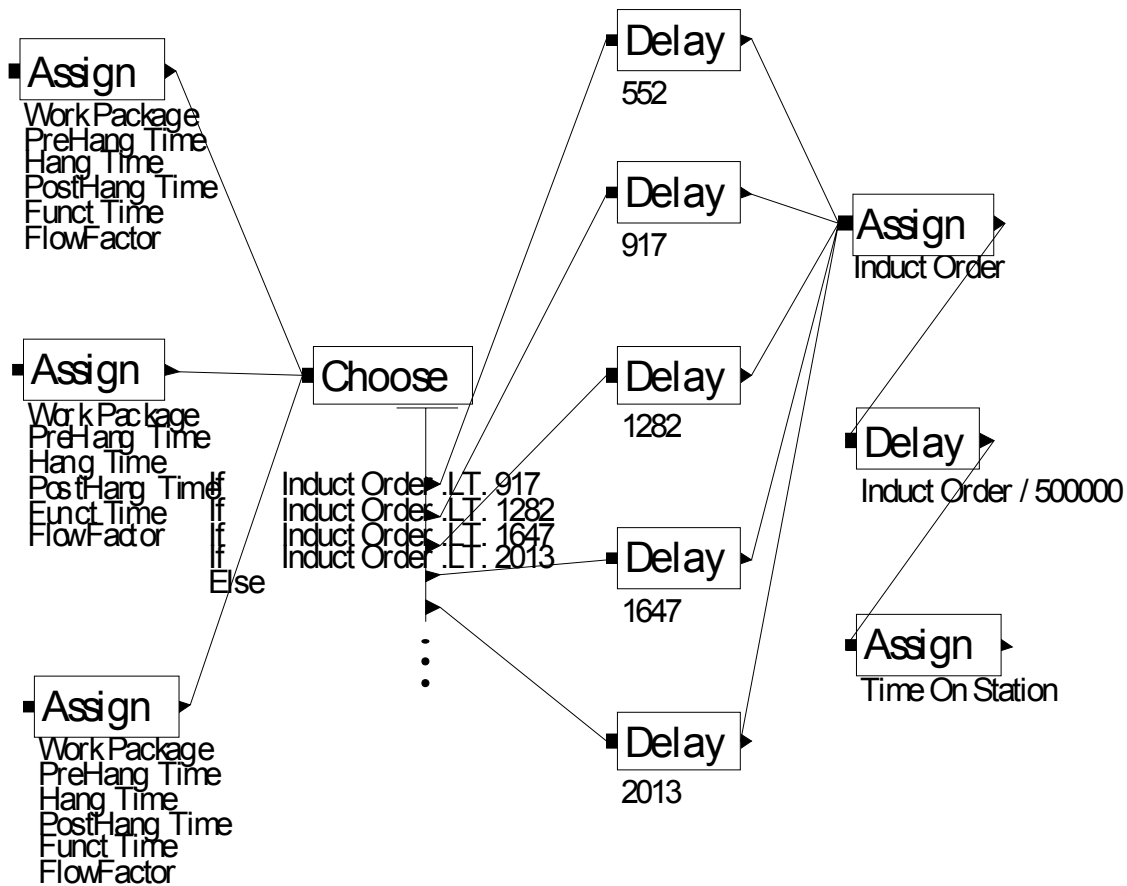 Assign
Work Package
PreHang Time
Hang Time
PostHang Time
Funct Time
FlowFactor
Assign
Work Package
PreHang Time
Hang Time
PostHang Time
Funct Time
FlowFactor
Assign
Work Package
PreHang Time
Hang Time
PostHang Time
Funct Time
FlowFactor
Choose
If Induct Order .LT. 917
If Induct Order .LT. 1282
If Induct Order .LT. 1647
If Induct Order .LT. 2013
Else
Delay
552
Delay
917
Delay
1282
Delay
1647
Delay
2013
Assign
Induct Order
Delay
Induct Order / 500000
Assign
Time On Station